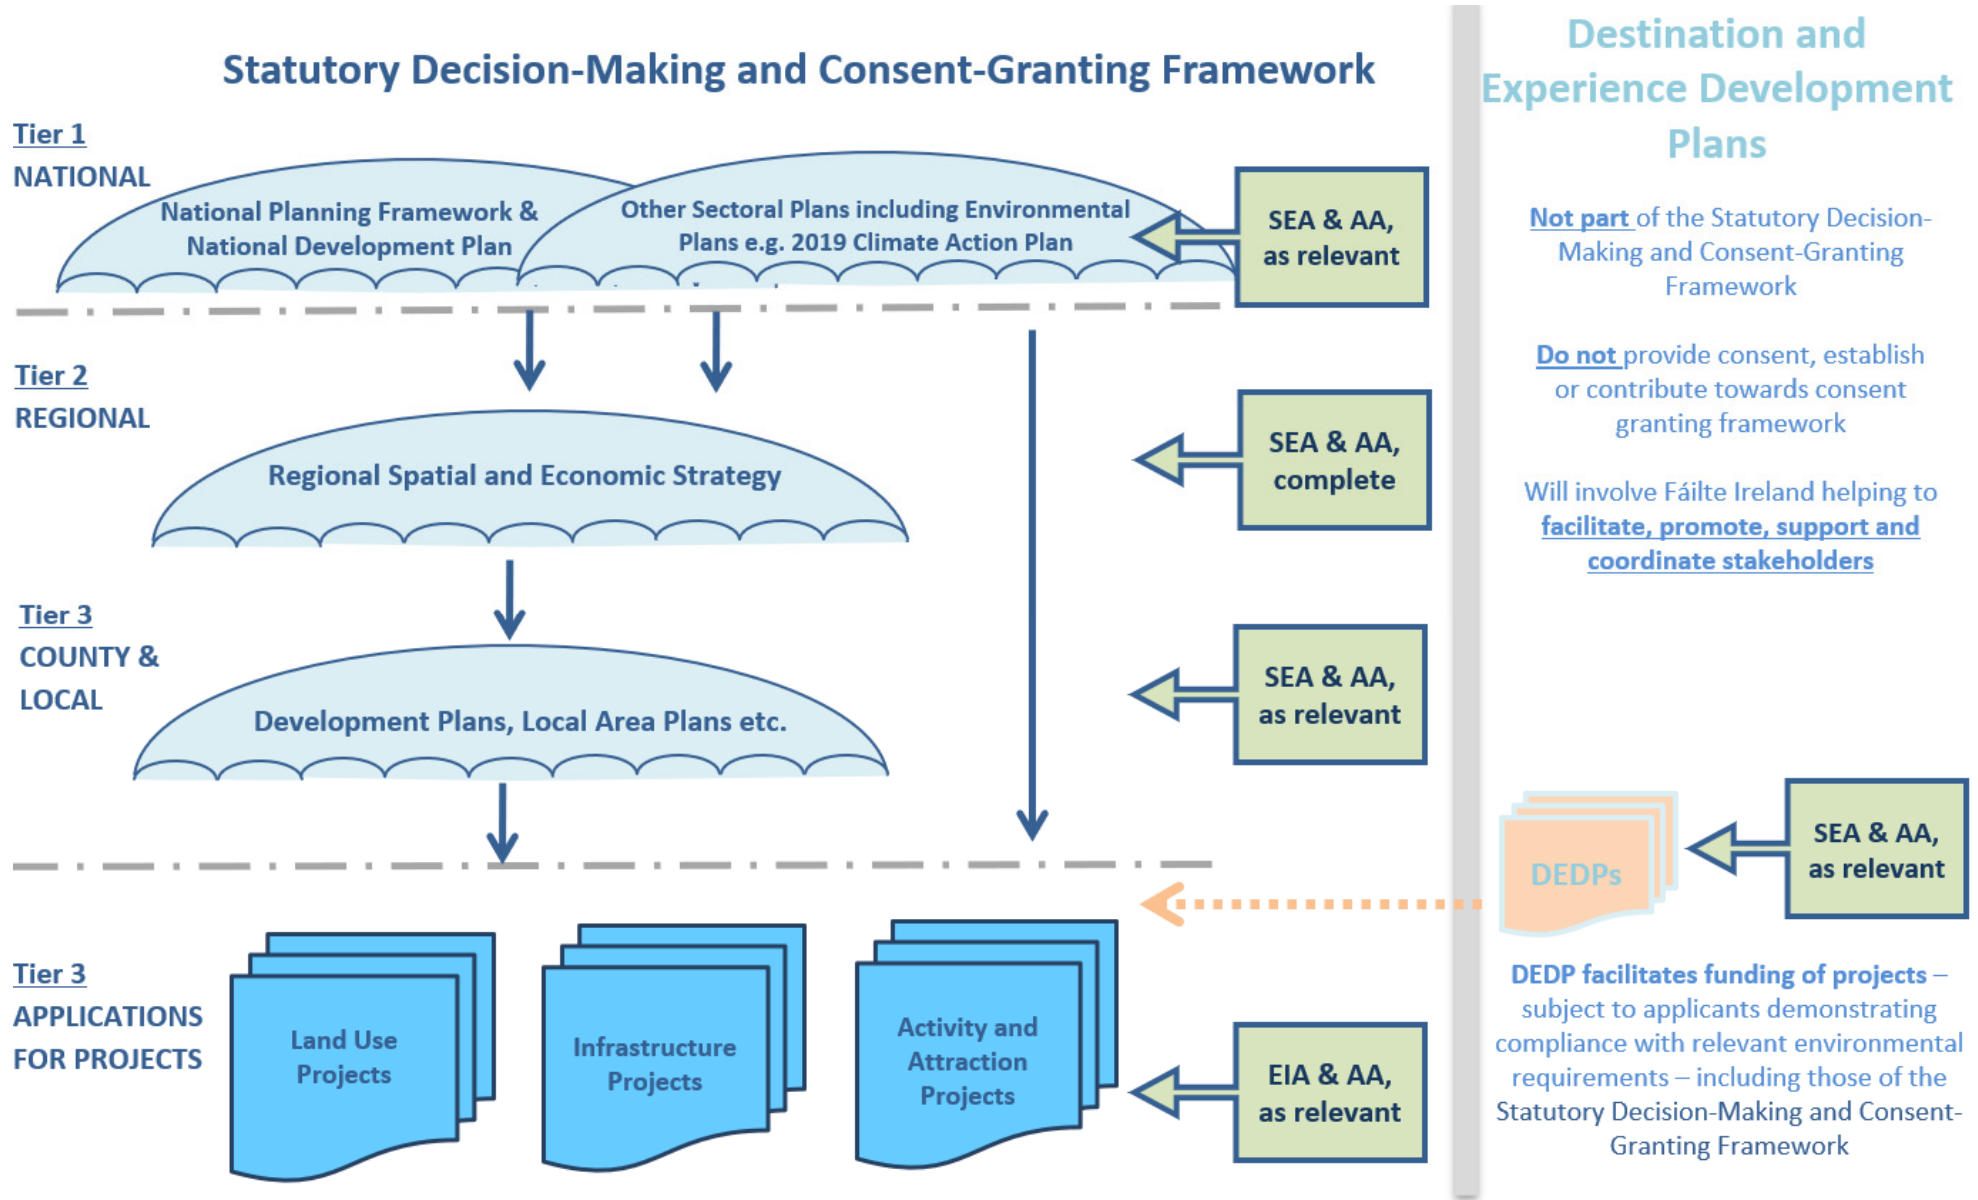 Statutory Decision-Making and Consent-Granting Framework
Tier 1
NATIONAL
National Planning Framework &
National Development Plan
Other Sectoral Plans including Environmental
Plans e.g. 2019 Climate Action Plan
SEA & AA,
as relevant
Tier 2
REGIONAL
Regional Spatial and Economic Strategy
SEA & AA,
complete
Tier 3
COUNTY &
LOCAL
Development Plans, Local Area Plans etc.
SEA & AA,
as relevant
Tier 3
APPLICATIONS
FOR PROJECTS
Land Use
Projects
Infrastructure
Projects
Activity and
Attraction
Projects
EIA & AA,
as relevant
Destination and
Experience Development
Plans
Not part of the Statutory Decision-
Making and Consent-Granting
Framework
Do not provide consent, establish
or contribute towards consent
granting framework
Will involve Fáilte Ireland helping to
facilitate, promote, support and
coordinate stakeholders
DEDPs
SEA & AA,
as relevant
DEDP facilitates funding of projects –
subject to applicants demonstrating
compliance with relevant environmental
requirements – including those of the
Statutory Decision-Making and Consent-
Granting Framework